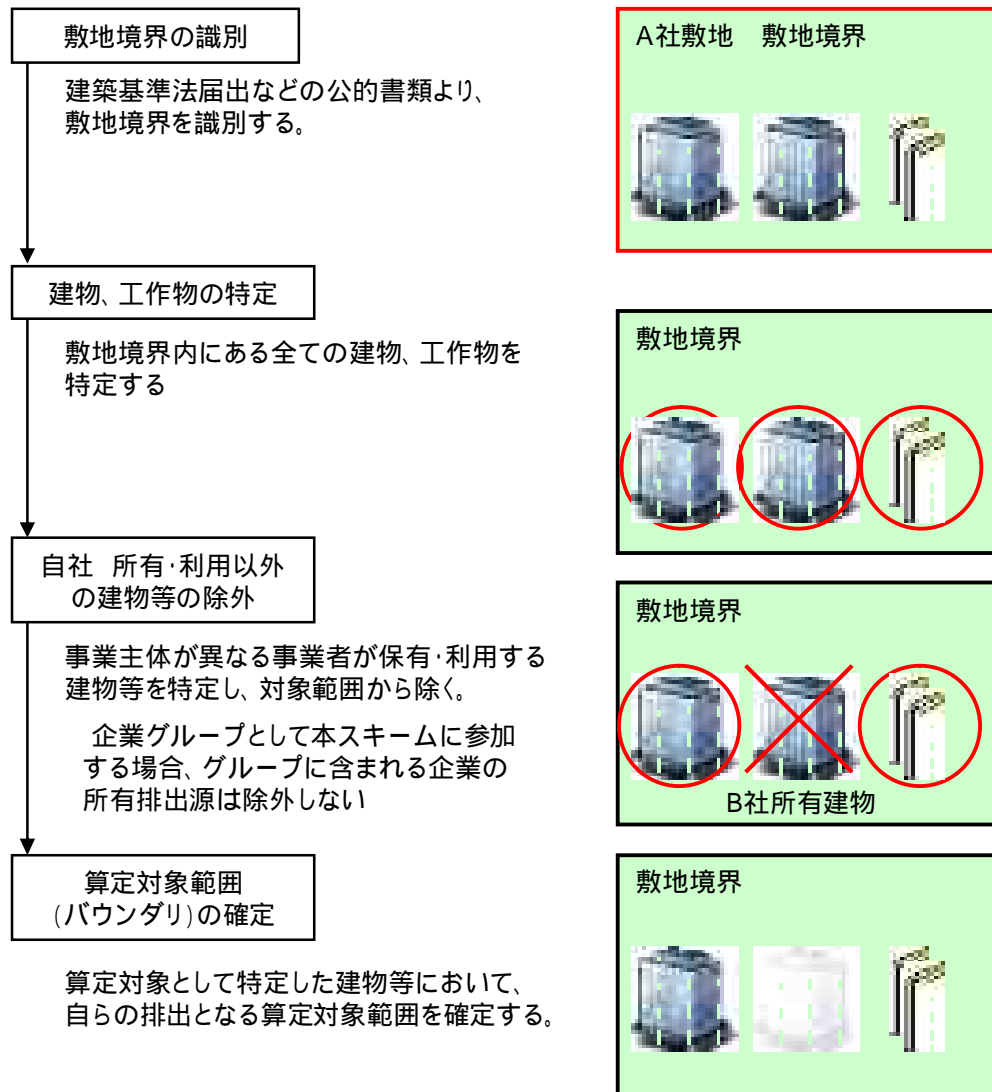 敷地境界の識別
建築基準法届出などの公的書類より、
敷地境界を識別する。
A社敷地　敷地境界
建物、工作物の特定
敷地境界内にある全ての建物、工作物を
特定する
敷地境界
自社　所有・利用以外
の建物等の除外
事業主体が異なる事業者が保有・利用する
建物等を特定し、対象範囲から除く。
企業グループとして本スキームに参加
する場合、グループに含まれる企業の
所有排出源は除外しない
敷地境界
B社所有建物
算定対象範囲
(バウンダリ)の確定
算定対象として特定した建物等において、
自らの排出となる算定対象範囲を確定する。
敷地境界